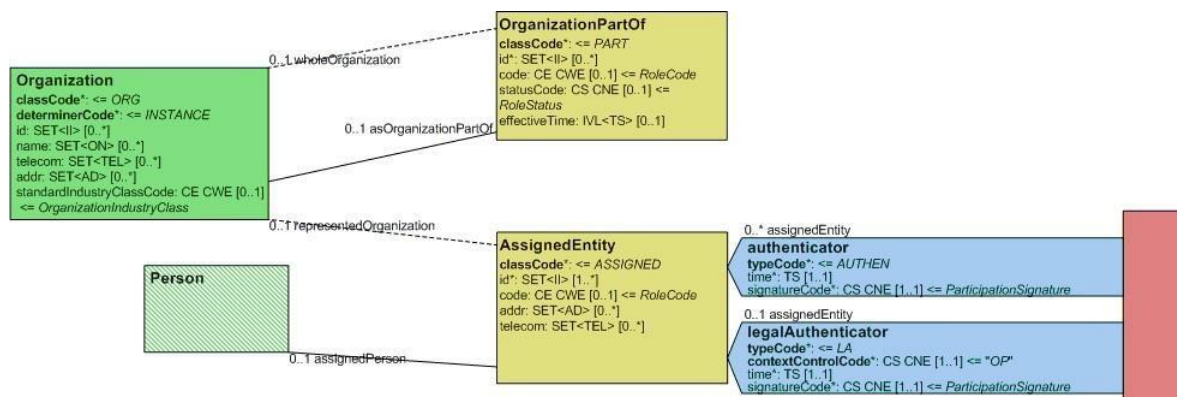 OrganizationPartOf
classCode*: <= PART
id*: SET<II> [0..*]
code: CE CWE [0..1] <= RoleCode
statusCode: CS CNE [0..1] <=
RoleStatus
effectiveTime: IVL<TS> [0..1]
0..1 wholeOrganization
Organization
classCode*: <= ORG
determinerCode*: <= INSTANCE
id: SET<II> [0..*]
name: SET<ON> [0..*]
telecom: SET<TEL> [0..*]
addr: SET<AD> [0..*]
standardIndustryClassCode: CE CWE [0..1]
<= OrganizationIndustryClass
0..1 asOrganizationPartOf
0..1 representedOrganization
AssignedEntity
classCode*: <= ASSIGNED
id*: SET<II> [1..*]
code: CE CWE [0..1] <= RoleCode
addr: SET<AD> [0..*]
telecom: SET<TEL> [0..*]
Person
0..1 assignedPerson
0..* assignedEntity
authenticator
typeCode*: <= AUTHEN
time*: TS [1..1]
signatureCode*: CS CNE [1..1] <= ParticipationSignature
0..1 assignedEntity
legalAuthenticator
typeCode*: <= LA
contextControlCode*: CS CNE [1..1] <= "OP"
time*: TS [1..1]
signatureCode*: CS CNE [1..1] <= ParticipationSignature